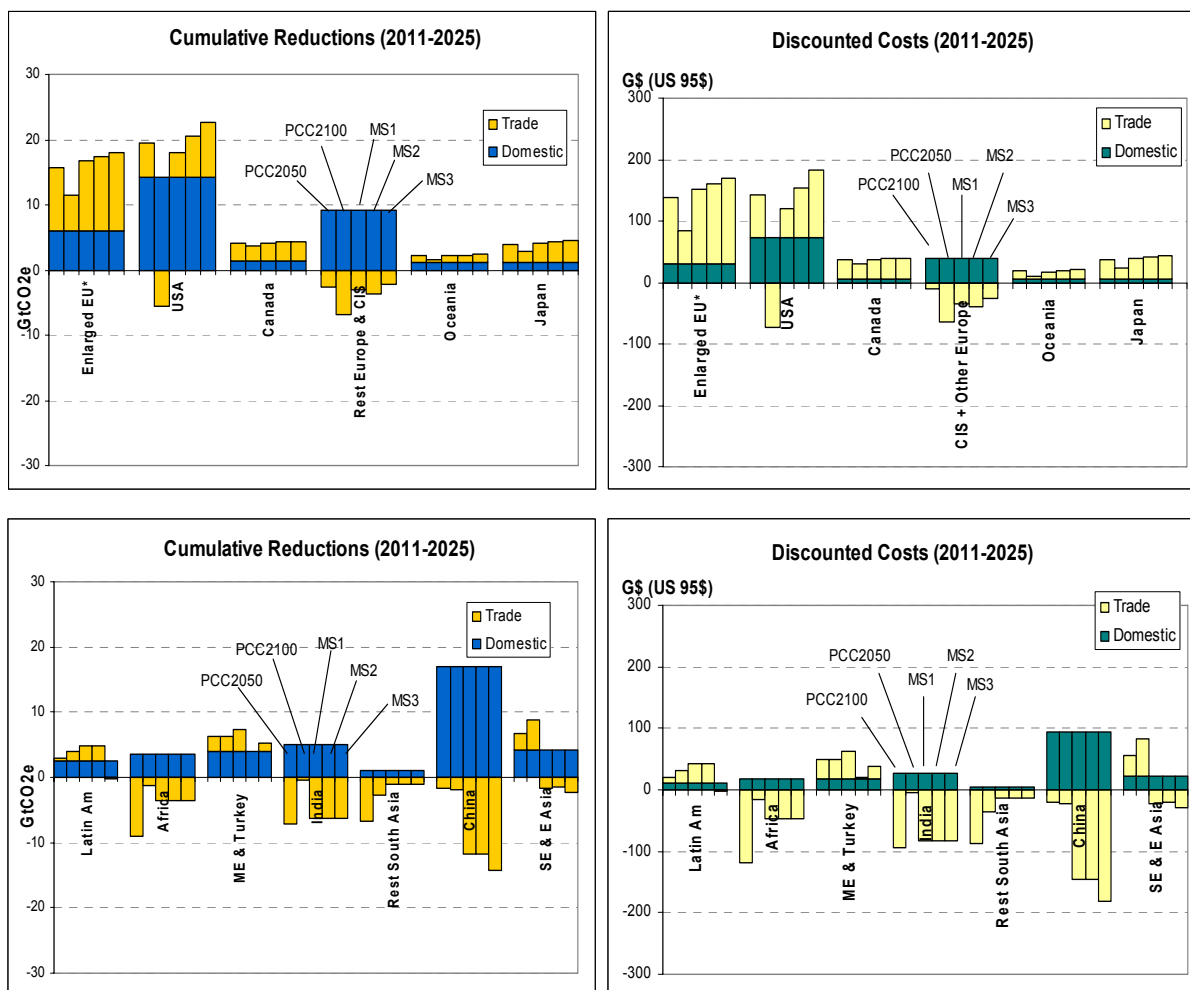 Cumulative Reductions (2011-2025)
30
20
10
0
-10
-20
-30
GtCO2e
Trade
Domestic
PCC2050
PCC2100
MS1
MS2
MS3
Enlarged EU*
USA
Canada
Rest Europe & CIS
Oceania
Japan
Discounted Costs (2011-2025)
G$ (US 95$)
300
200
100
0
-100
-200
-300
Trade
Domestic
PCC2100
PCC2050
MS1
MS2
MS3
Enlarged EU*
USA
Canada
CIS + Other Europe
Oceania
Japan
Cumulative Reductions (2011-2025)
30
20
10
0
-10
-20
-30
GtCO2e
Trade
Domestic
PCC2050
PCC2100
MS1
MS2
MS3
Latin Am
Africa
ME & Turkey
India
Rest South Asia
China
SE & E Asia
Discounted Costs (2011-2025)
G$ (US 95$)
300
200
100
0
-100
-200
-300
Trade
Domestic
PCC2100
PCC2050
MS1
MS2
MS3
Latin Am
Africa
ME & Turkey
India
Rest South Asia
China
SE & E Asia